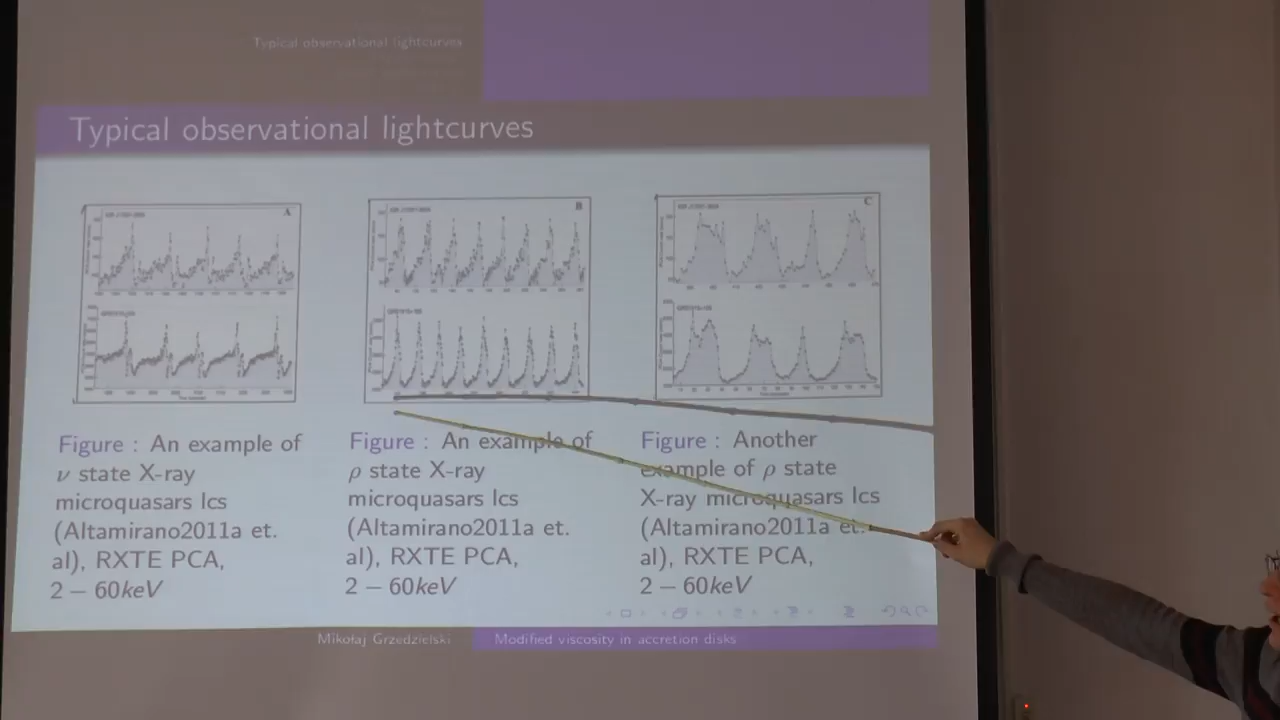 Typical observational lightcurves
Typical observational lightcurves
A
B
C
Figure : An example of
ν state X-ray
microquasars lcs
(Altamirano2011a et.
al), RXTE PCA,
2 − 60keV
Figure : An example of
ρ state X-ray
microquasars lcs
(Altamirano2011a et.
al), RXTE PCA,
2 − 60keV
Figure : Another
example of ρ state
X-ray microquasars lcs
(Altamirano2011a et.
al), RXTE PCA,
2 − 60keV
Mikołaj Grzedzielski
Modified viscosity in accretion disks